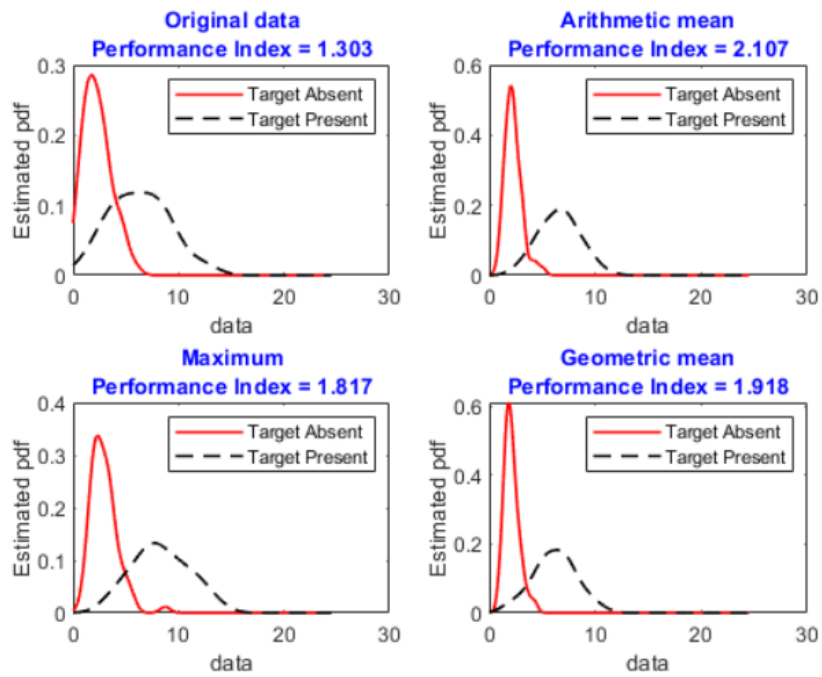 Original data
Performance Index = 1.303
0.3
0.2
0.1
0
Estimated pdf
Target Absent
Target Present
0
10
20
30
data
Arithmetic mean
Performance Index = 2.107
0.6
0.4
0.2
0
Estimated pdf
Target Absent
Target Present
0
10
20
30
data
Maximum
Performance Index = 1.817
0.4
0.3
0.2
0.1
0
Estimated pdf
Target Absent
Target Present
0
10
20
30
data
Geometric mean
Performance Index = 1.918
0.6
0.4
0.2
0
Estimated pdf
Target Absent
Target Present
0
10
20
30
data